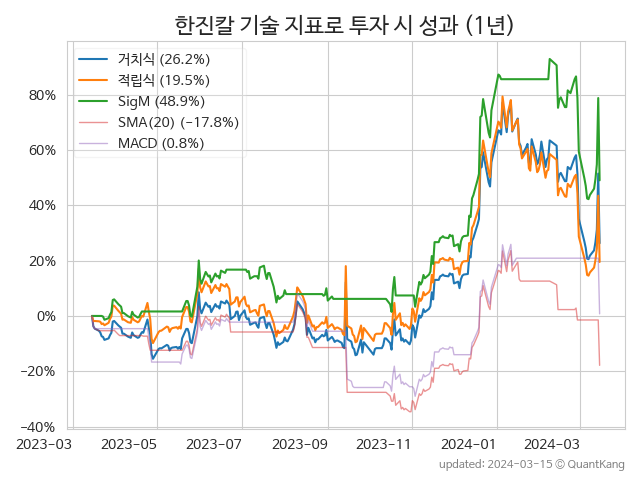 한진칼 기술 지표로 투자 시 성과 (1년)
거치식 (26.2%)
적립식 (19.5%)
SigM (48.9%)
SMA(20) (−17.8%)
MACD (0.8%)
80%
60%
40%
20%
0%
−20%
−40%
2023-03 2023-05 2023-07 2023-09 2023-11 2024-01 2024-03
updated: 2024-03-15 ⓒ QuantKang